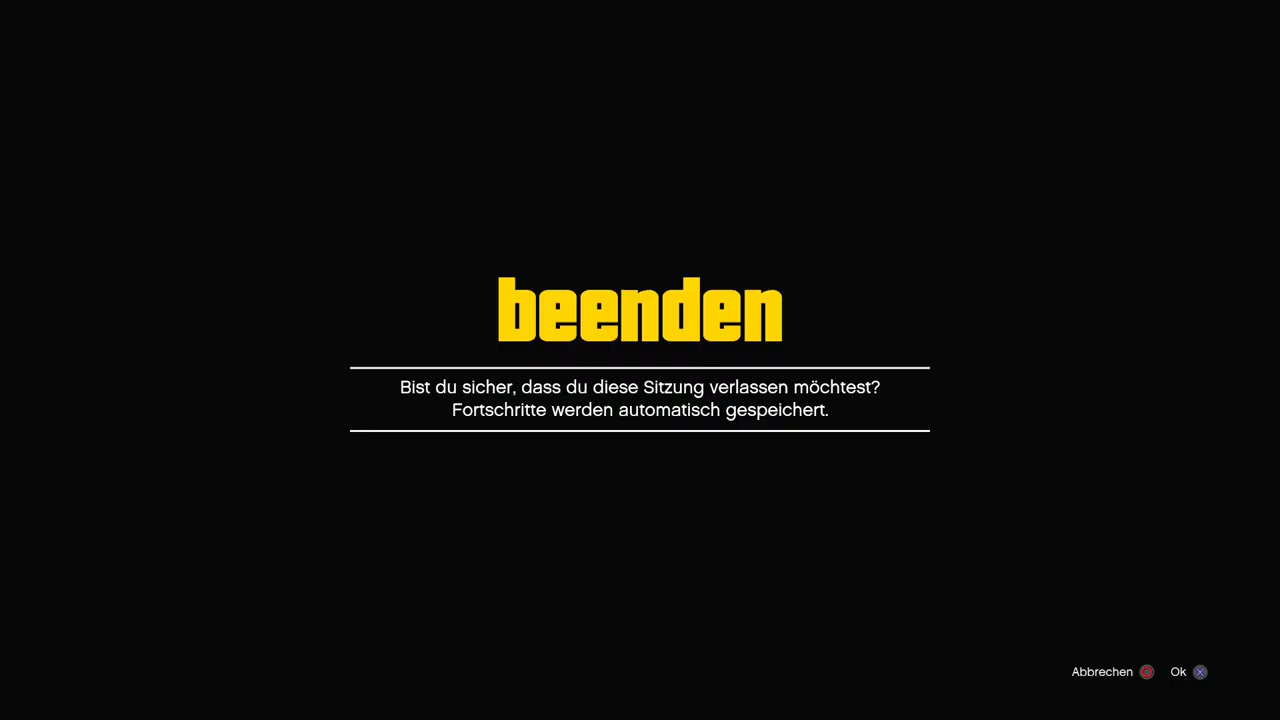 beenden
Bist du sicher, dass du diese Sitzung verlassen möchtest?
Fortschritte werden automatisch gespeichert.
Abbrechen Ok